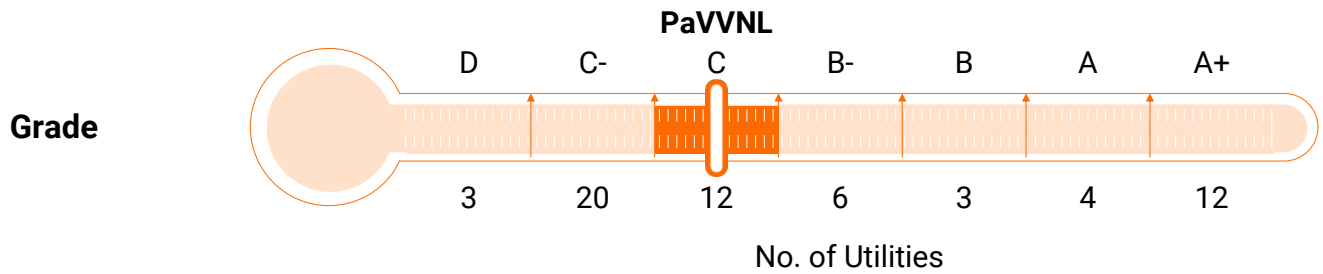 PaVVNL
D C- C B- B A A+
Grade
3 20 12 6 3 4 12
No. of Utilities